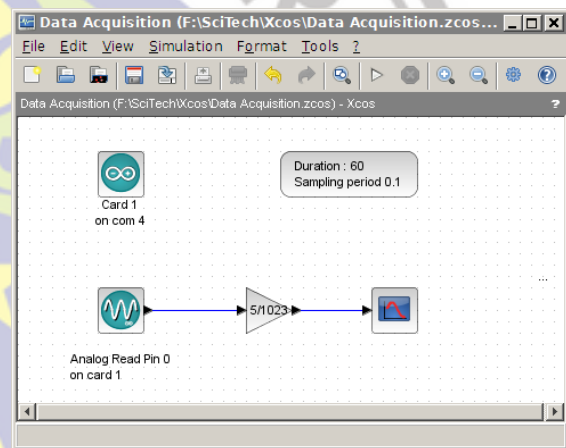 Data Acquisition (F:\SciTech\Xcos\Data Acquisition.zcos...
File Edit View Simulation Format Tools ?
Data Acquisition (F:\SciTech\Xcos\Data Acquisition.zcos) - Xcos ?
Duration : 60
Sampling period 0.1
Card 1
on com 4
...
5/1023
Analog Read Pin 0
on card 1